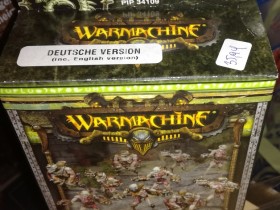 PIP 34109
WARMACHINE
DEUTSCHE VERSION
(inc. English version)
WARMACHINE